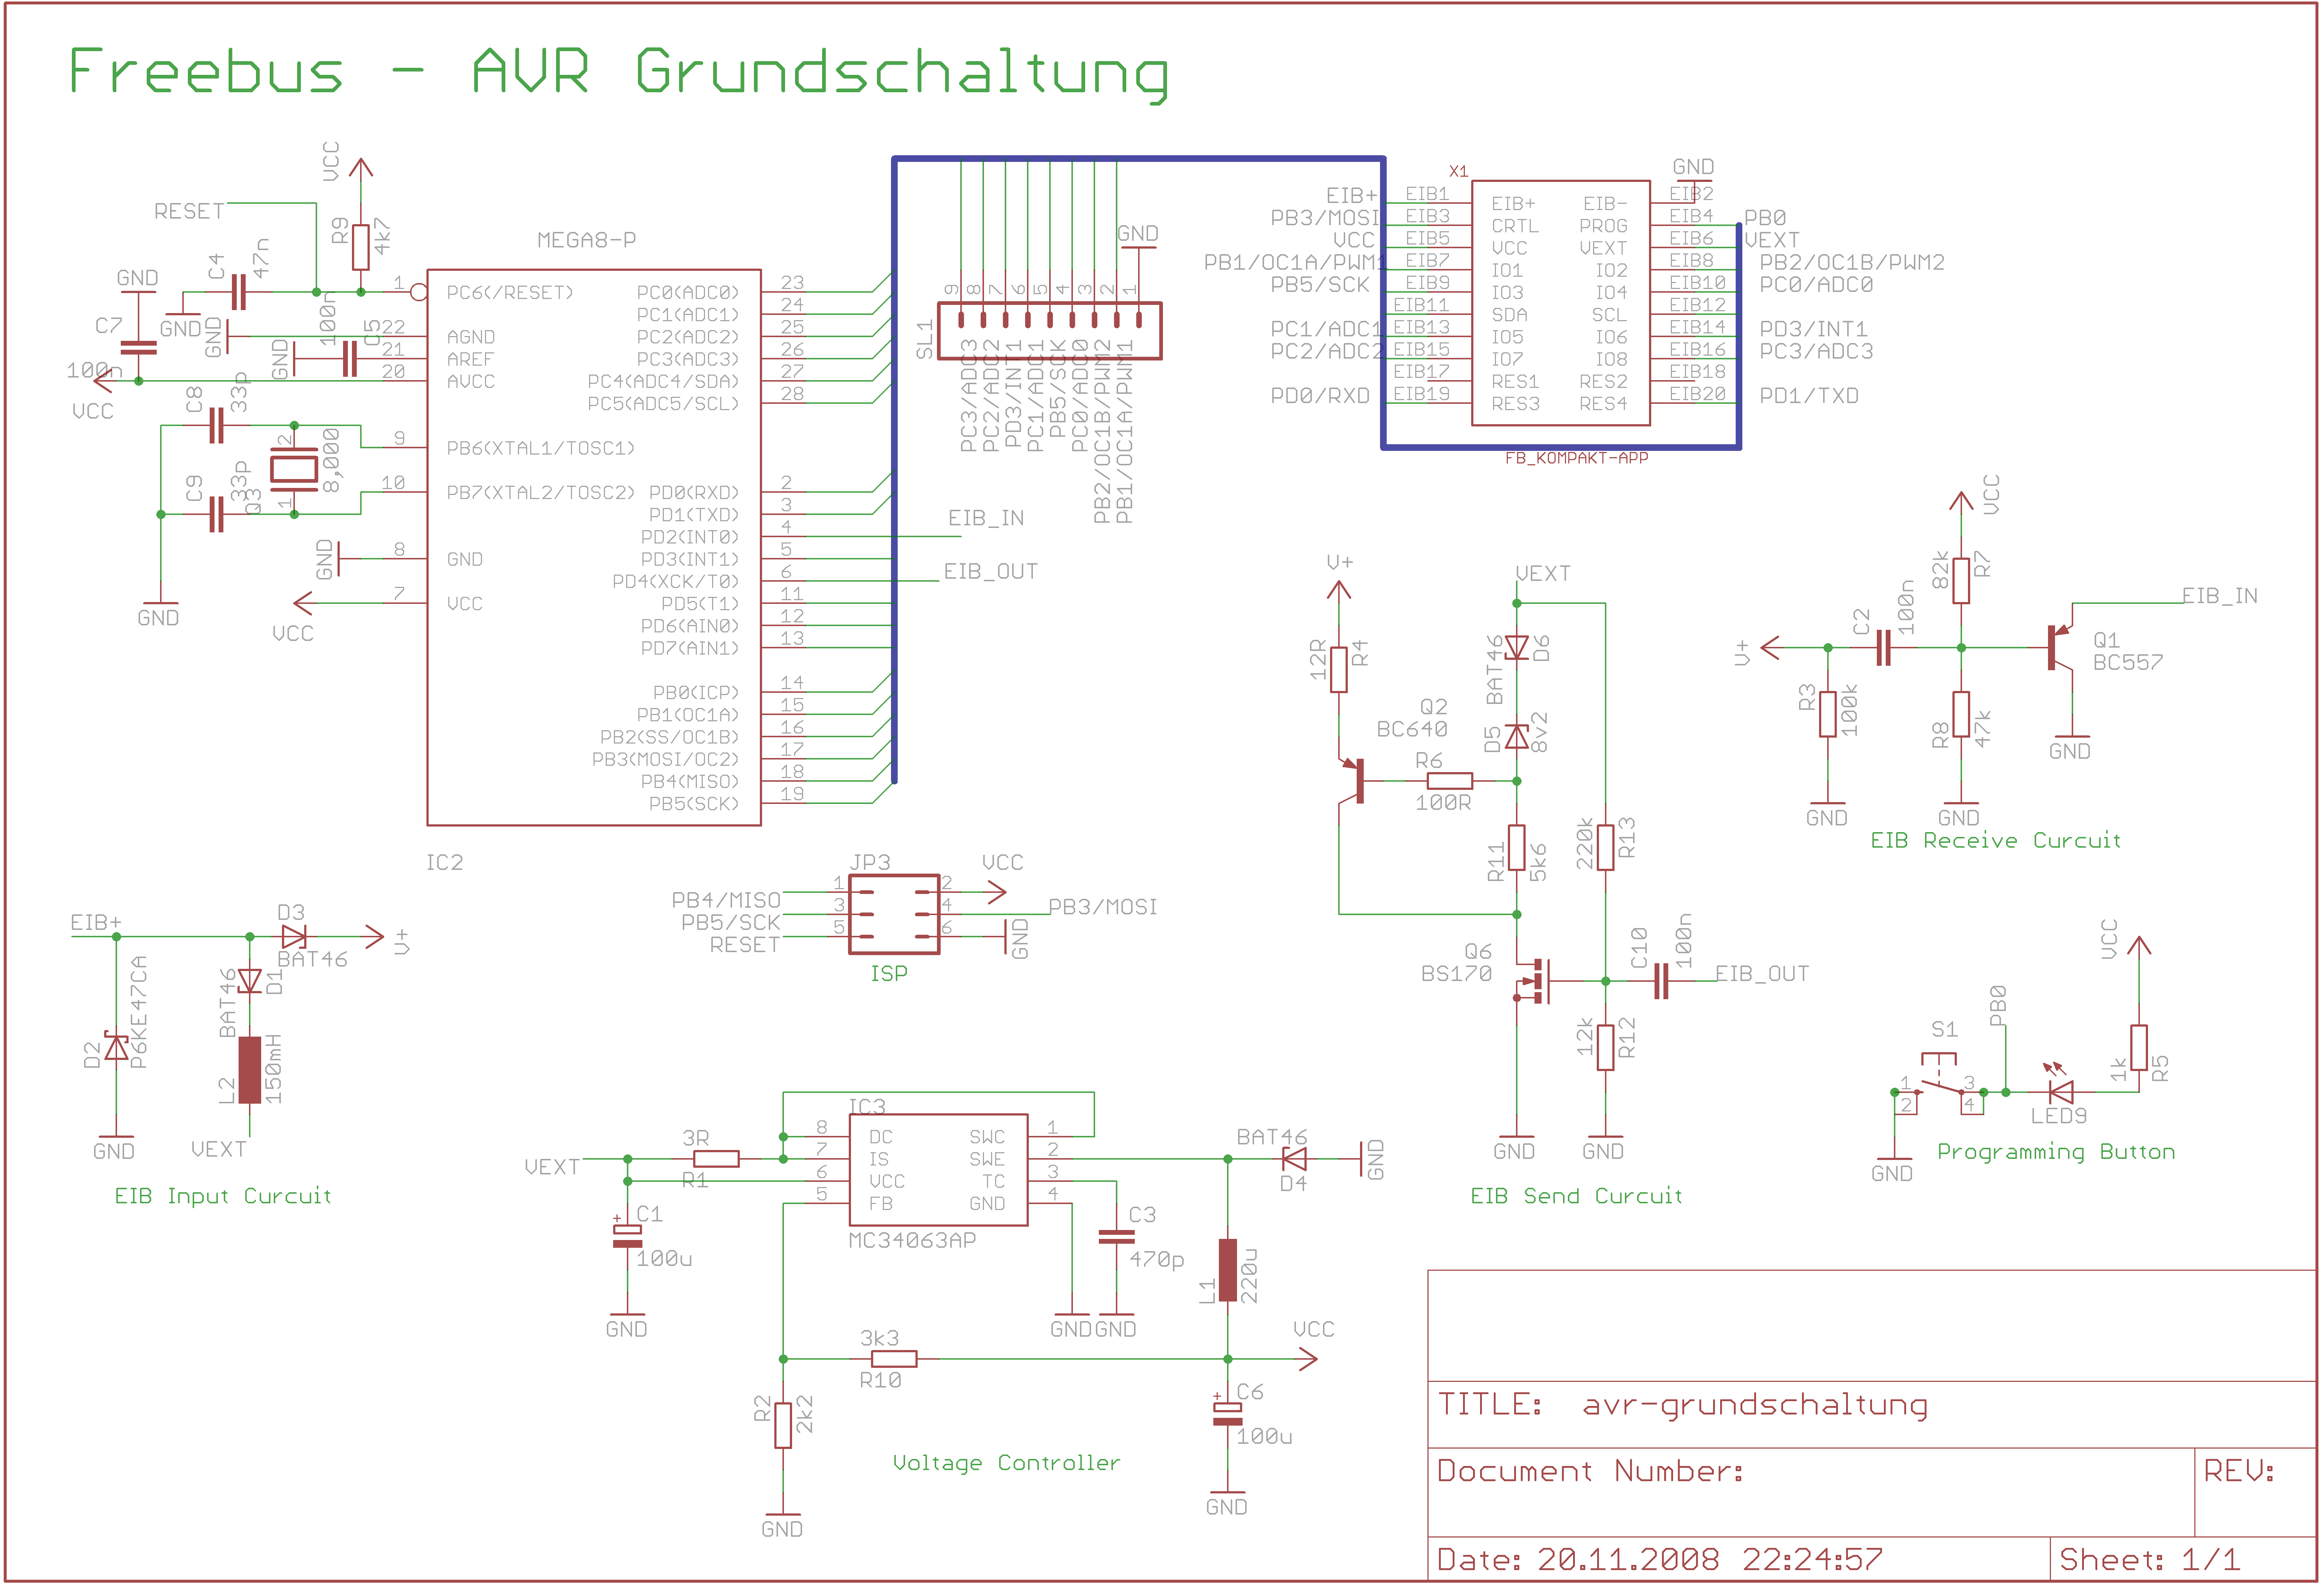 Freebus - AVR Grundschaltung
VCC
RESET
R9
4k7
C4
47n
GND
GND
C7
100n
GND
100n
C5
GND
VCC
C8
33P
C9
33P
Q3
8,000
2
1
GND
GND
VCC
MEGA8-P
1 PC6(/RESET)
22 AGND
21 AREF
20 AVCC
9 PB6(XTAL1/TOSC1)
10 PB7(XTAL2/TOSC2)
8 GND
7 VCC
PC0(ADC0) 23
PC1(ADC1) 24
PC2(ADC2) 25
PC3(ADC3) 26
PC4(ADC4/SDA) 27
PC5(ADC5/SCL) 28
PD0(RXD) 2
PD1(TXD) 3
PD2(INT0) 4
PD3(INT1) 5
PD4(XCK/T0) 6
PD5(T1) 11
PD6(AIN0) 12
PD7(AIN1) 13
PB0(ICP) 14
PB1(OC1A) 15
PB2(SS/OC1B) 16
PB3(MOSI/OC2) 17
PB4(MISO) 18
PB5(SCK) 19
IC2
EIB_IN
EIB_OUT
GND
SL1
9 8 7 6 5 4 3 2 1
PC3/ADC3
PC2/ADC2
PD3/INT1
PC1/ADC1
PB5/SCK
PC0/ADC0
PB2/OC1B/PWM2
PB1/OC1A/PWM1
X1
GND
EIB+ EIB1 EIB+ EIB- EIB2
PB3/MOSI EIB3 CRTL PROG EIB4 PB0
VCC EIB5 VCC VEXT EIB6 VEXT
PB1/OC1A/PWM1 EIB7 IO1 IO2 EIB8 PB2/OC1B/PWM2
PB5/SCK EIB9 IO3 IO4 EIB10 PC0/ADC0
EIB11 SDA SCL EIB12
PC1/ADC1 EIB13 IO5 IO6 EIB14 PD3/INT1
PC2/ADC2 EIB15 IO7 IO8 EIB16 PC3/ADC3
EIB17 RES1 RES2 EIB18
PD0/RXD EIB19 RES3 RES4 EIB20 PD1/TXD
FB_KOMPAKT-APP
V+
12R
R4
Q2
BC640
R6
100R
VEXT
BAT46
D6
D5
8v2
R11
5k6
220k
R13
Q6
BS170
C10
100n
EIB_OUT
12k
R12
GND
GND
EIB Send Curcuit
VCC
82k
R7
C2
100n
V+
R3
100k
R8
47k
EIB_IN
Q1
BC557
GND
GND
GND
EIB Receive Curcuit
JP3
VCC
PB4/MISO 1 2
PB5/SCK 3 4 PB3/MOSI
RESET 5 6 GND
ISP
EIB+
D3
BAT46
V+
P6KE47CA
D2
BAT46
D1
L2
150mH
GND
VEXT
EIB Input Curcuit
VEXT
3R
R1
C1
+
100u
GND
IC3
8 DC SWC 1
7 IS SWE 2
6 VCC TC 3
5 FB GND 4
MC34063AP
BAT46
D4
GND
C3
470p
GND
GND
L1
220u
3k3
R10
VCC
R2
2k2
GND
C6
+
100u
GND
Voltage Controller
VCC
PB0
S1
1
2
3
4
LED9
1k
R5
GND
Programming Button
TITLE: avr-grundschaltung
Document Number:
REV:
Date: 20.11.2008 22:24:57
Sheet: 1/1